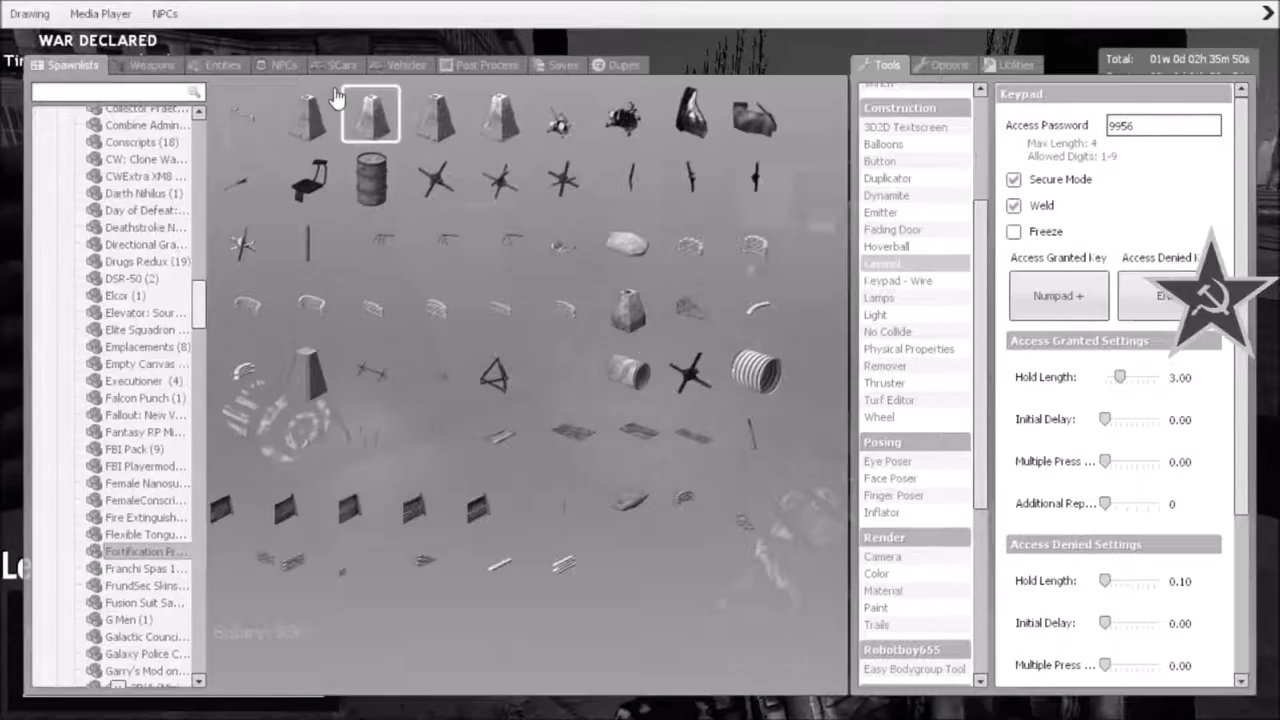 Drawing Media Player NPCs
WAR DECLARED
Total: 01w 0d 02h 35m 50s
Spawnlists Weapons Entities NPCs SCars Vehicles Post Process Saves Dupes
Tools Options Utilities
Combine Admin...
Conscripts (18)
CW: Clone Wa...
CWExtra XM8 ...
Darth Nihilus (1)
Day of Defeat:...
Deathstroke N...
Directional Gra...
Drugs Redux (19)
DSR-50 (2)
Elcor (1)
Elevator: Sour...
Elite Squadron ...
Emplacements (8)
Empty Canvas ...
Executioner (4)
Falcon Punch (1)
Fallout: New V...
Fantasy RP Mi...
FBI Pack (9)
FBI Playermod...
Female Nanosu...
FemaleConscri...
Fire Extinguish...
Flexible Tongu...
Fortification Pr...
Franchi Spas 1...
FrundSec Skins...
Fusion Suit Sa...
G Men (1)
Galactic Counci...
Galaxy Police C...
Garry's Mod on...
Construction
3D2D Textscreen
Balloons
Button
Duplicator
Dynamite
Emitter
Fading Door
Hoverball
Keypad
Keypad - Wire
Lamps
Light
No Collide
Physical Properties
Remover
Thruster
Turf Editor
Wheel
Posing
Eye Poser
Face Poser
Finger Poser
Inflator
Render
Camera
Color
Material
Paint
Trails
Robotboy655
Easy Bodygroup Tool
Keypad
Access Password 9956
Max Length: 4
Allowed Digits: 1-9
Secure Mode
Weld
Freeze
Access Granted Key Access Denied K
Numpad +
Access Granted Settings
Hold Length: 3.00
Initial Delay: 0.00
Multiple Press ... 0.00
Additional Rep... 0
Access Denied Settings
Hold Length: 0.10
Initial Delay: 0.00
Multiple Press ... 0.00